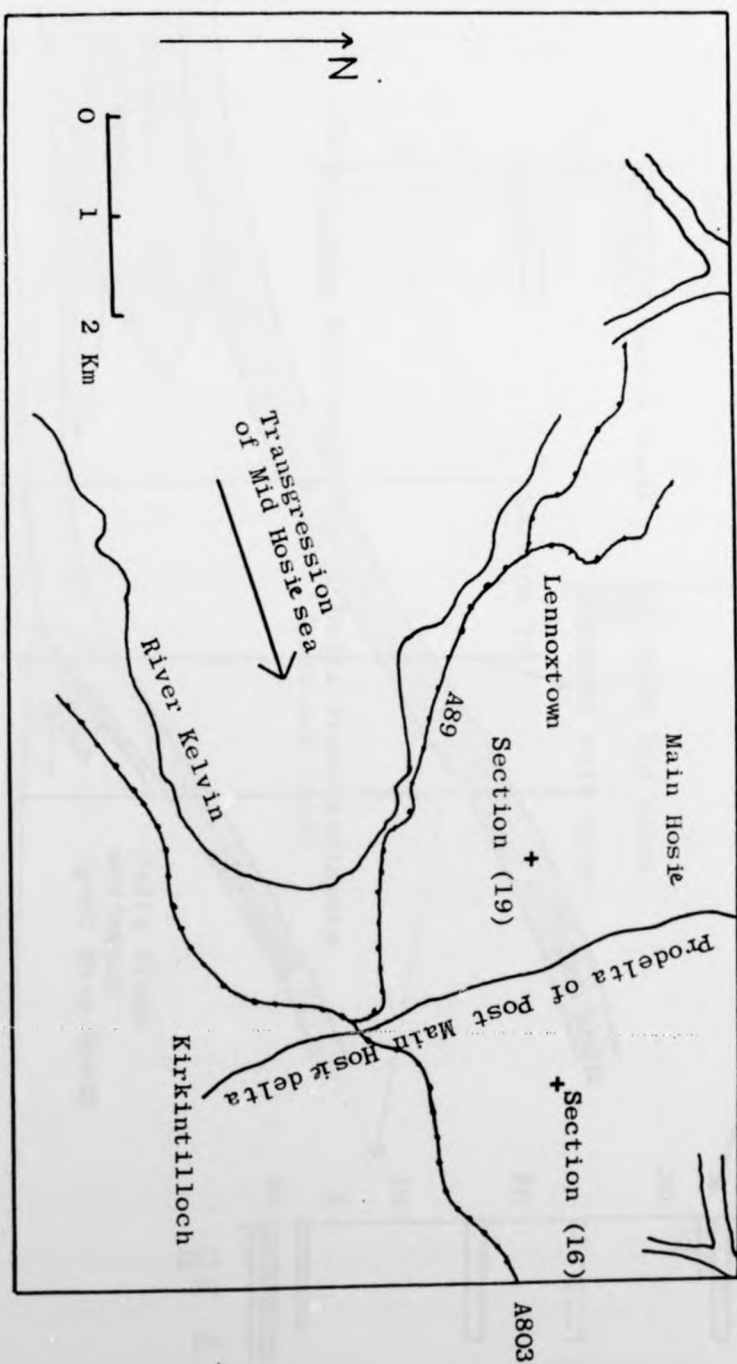 N
0 1 2 Km
Transgression
of Mid Hosie sea
River Kelvin
A89
Lennoxtown
Section (19)
Main Hosie
Prodelta of Post Main Hosie delta
Section (16)
Kirkintilloch
A803